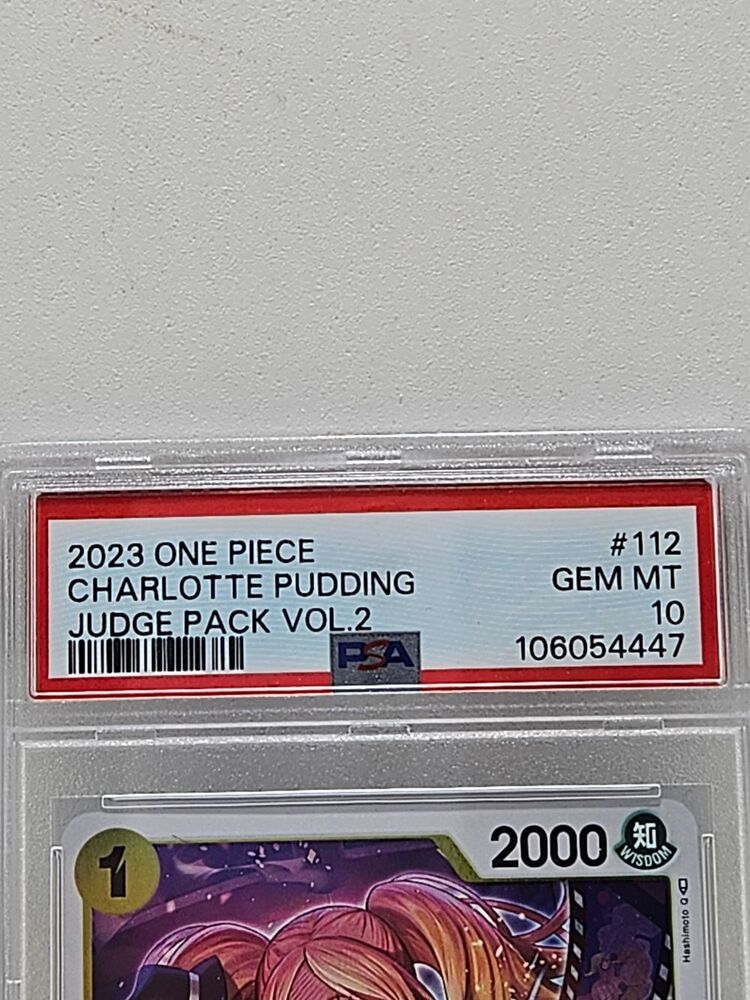 2023 ONE PIECE
#112
CHARLOTTE PUDDING
GEM MT
JUDGE PACK VOL.2
10
PSA
106054447
1
2000
知
WISDOM
Hashimoto Q